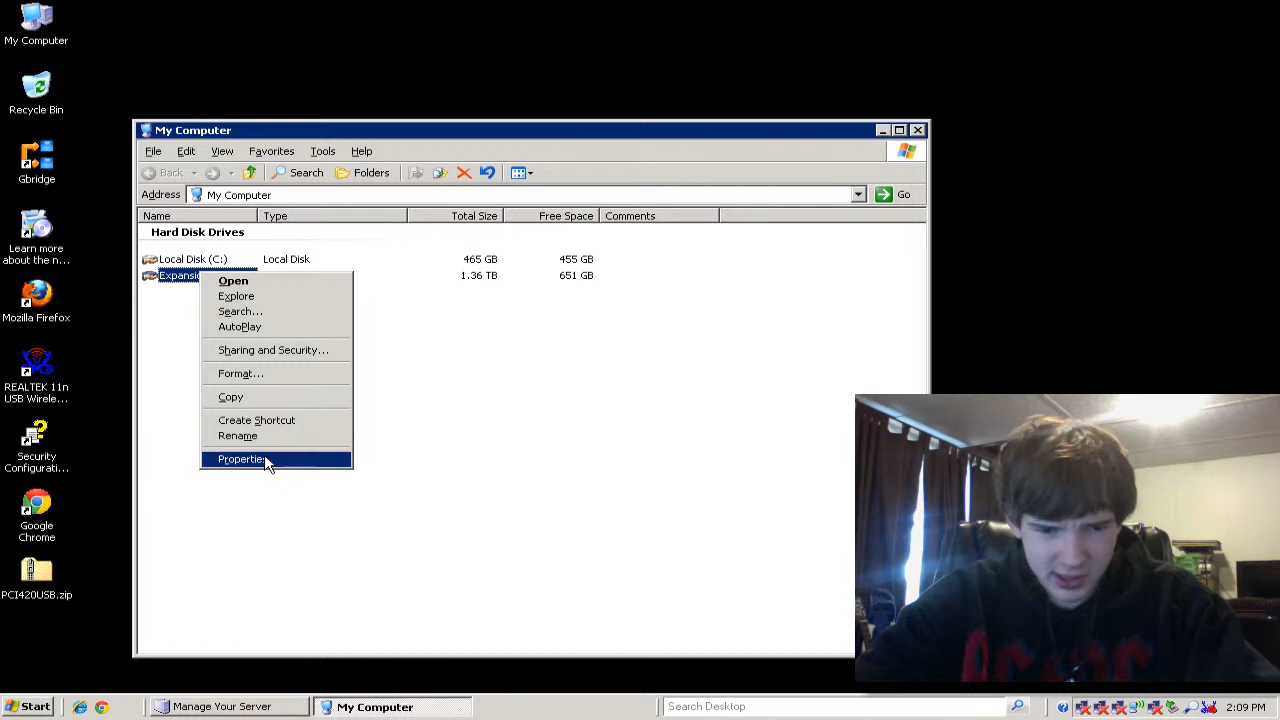 My Computer
Recycle Bin
Gbridge
Learn more
about the n...
Mozilla Firefox
REALTEK 11n
USB Wirele...
Security
Configurati...
Google
Chrome
PCI420USB.zip
My Computer
File Edit View Favorites Tools Help
Back Search Folders
Address My Computer Go
Name Type Total Size Free Space Comments
Hard Disk Drives
Local Disk (C:) Local Disk 465 GB 455 GB
1.36 TB 651 GB
Open
Explore
Search...
AutoPlay
Sharing and Security...
Format...
Copy
Create Shortcut
Rename
Properties
Start Manage Your Server My Computer Search Desktop 2:09 PM